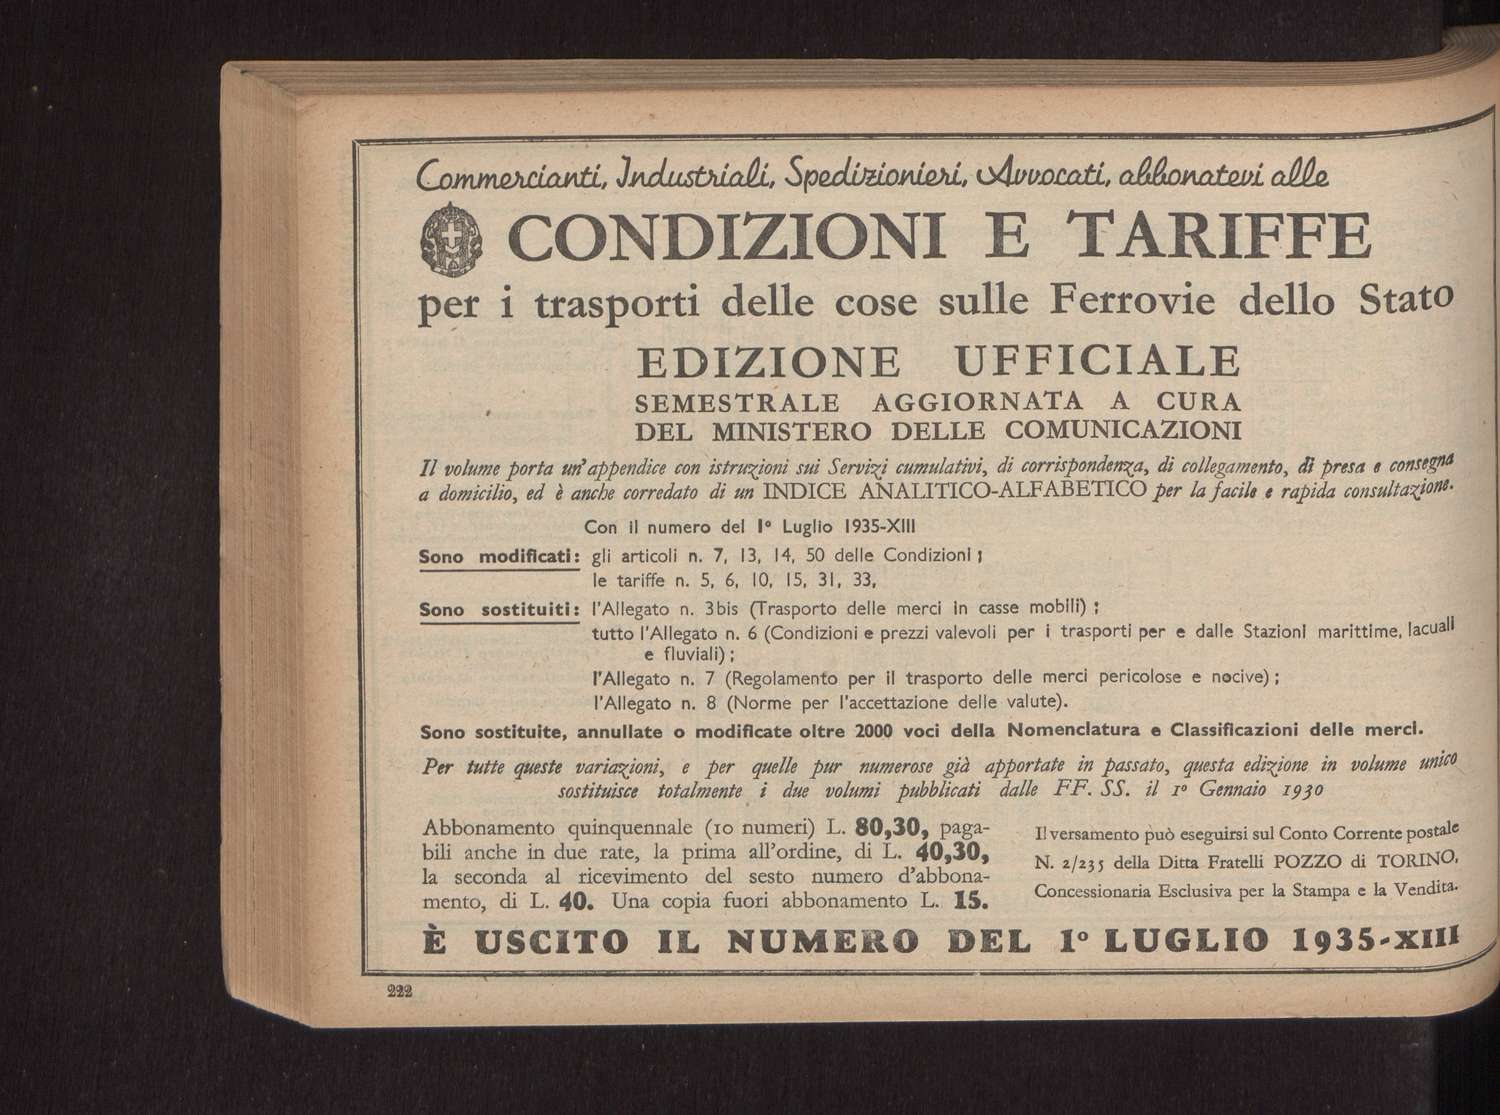 Commercianti, Industriali, Spedizionieri, Avvocati, abbonatevi alle
CONDIZIONI E TARIFFE
per i trasporti delle cose sulle Ferrovie dello Stato
EDIZIONE UFFICIALE
SEMESTRALE AGGIORNATA A CURA
DEL MINISTERO DELLE COMUNICAZIONI
Il volume porta un' appendice con istruzioni sui Servizi cumulativi, di corrispondenza, di collegamento, di presa e consegna
a domicilio, ed è anche corredato di un INDICE ANALITICO-ALFABETICO per la facile e rapida consultazione.
Con il numero del 1º Luglio 1935-XIII
Sono modificati: gli articoli n. 7, 13, 14, 50 delle Condizioni ;
le tariffe n. 5, 6, 10, 15, 31, 33,
Sono sostituiti: l'Allegato n. 3bis (Trasporto delle merci in casse mobili) ;
tutto l'Allegato n. 6 (Condizioni e prezzi valevoli per i trasporti per e dalle Stazioni marittime, lacuali
e fluviali) ;
l'Allegato n. 7 (Regolamento per il trasporto delle merci pericolose e nocive) ;
l'Allegato n. 8 (Norme per l'accettazione delle valute).
Sono sostituite, annullate o modificate oltre 2000 voci della Nomenclatura e Classificazioni delle merci.
Per tutte queste variazioni, e per quelle pur numerose già apportate in passato, questa edizione in volume unico
sostituisce totalmente i due volumi pubblicati dalle FF. SS. il 1º Gennaio 1930
Abbonamento quinquennale (10 numeri) L. 80,30, paga-
bili anche in due rate, la prima all'ordine, di L. 40,30,
la seconda al ricevimento del sesto numero d'abbona-
mento, di L. 40. Una copia fuori abbonamento L. 15.
Il versamento può eseguirsi sul Conto Corrente postale
N. 2/235 della Ditta Fratelli POZZO di TORINO,
Concessionaria Esclusiva per la Stampa e la Vendita.
È USCITO IL NUMERO DEL 1º LUGLIO 1935-XIII
222